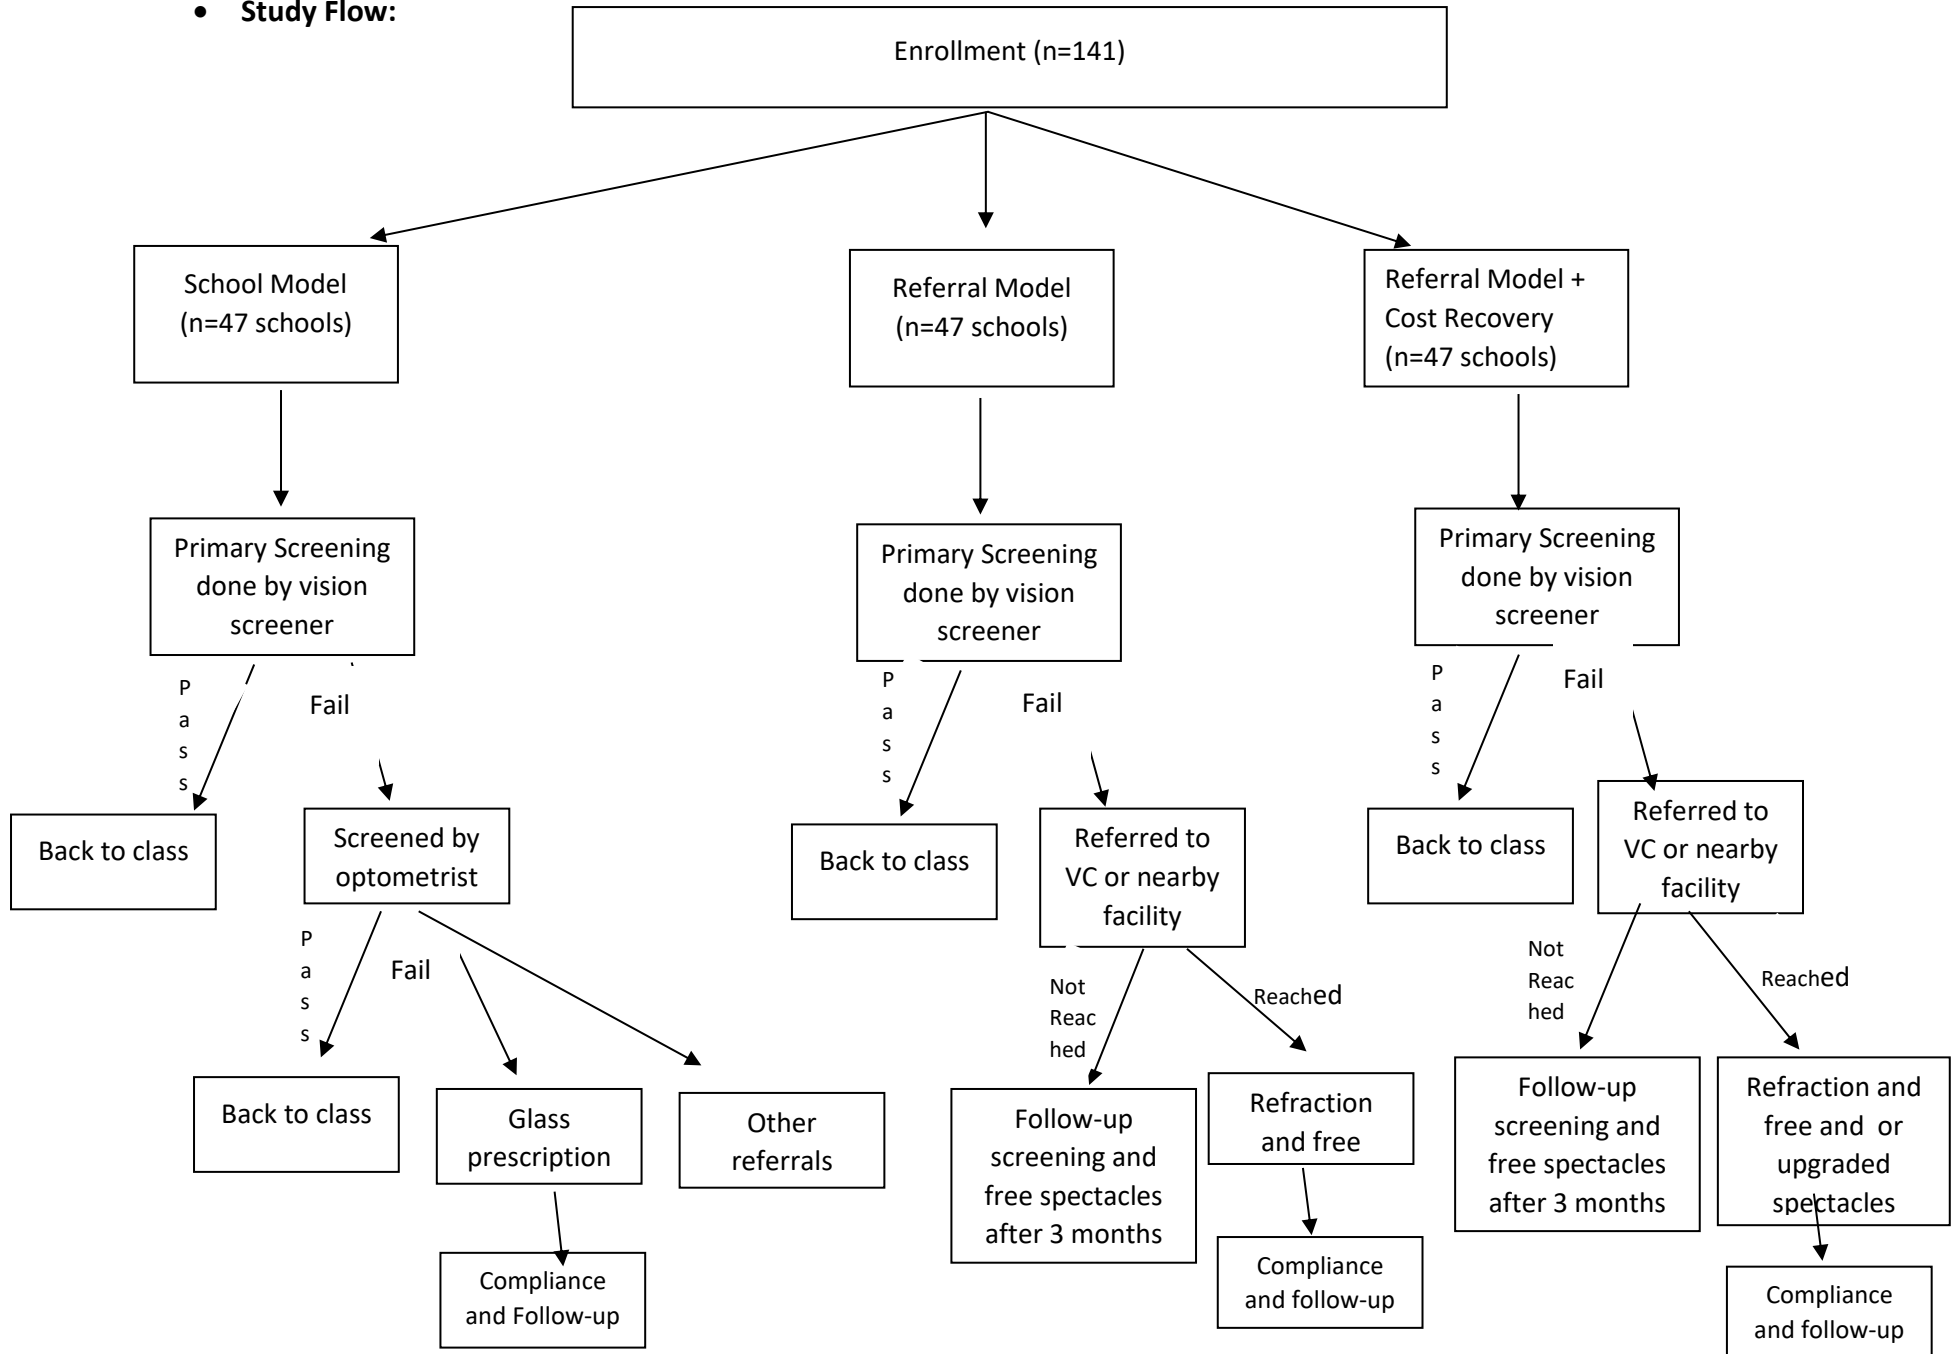 • Study Flow:
Enrollment (n=141)
School Model
(n=47 schools)
Referral Model
(n=47 schools)
Referral Model +
Cost Recovery
(n=47 schools)
Primary Screening
done by vision
screener
Primary Screening
done by vision
screener
Primary Screening
done by vision
screener
P
a
s
s
Fail
P
a
s
s
Fail
P
a
s
s
Fail
Back to class
Screened by
optometrist
Back to class
Referred to
VC or nearby
facility
Back to class
Referred to
VC or nearby
facility
P
a
s
s
Fail
Not
Reac
hed
Reached
Not
Reac
hed
Reached
Back to class
Glass
prescription
Other
referrals
Follow-up
screening and
free spectacles
after 3 months
Refraction
and free
Follow-up
screening and
free spectacles
after 3 months
Refraction and
free and  or
upgraded
spectacles
Compliance
and Follow-up
Compliance
and follow-up
Compliance
and follow-up